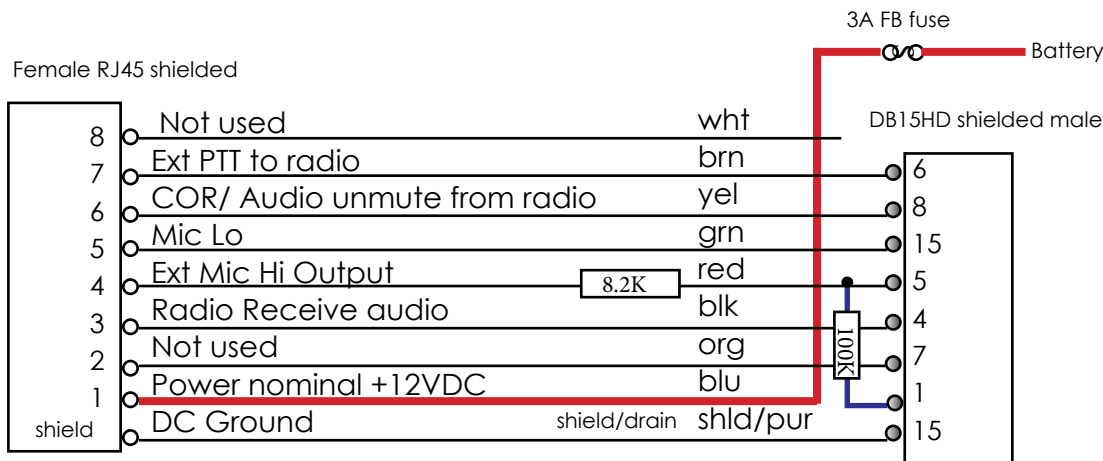 3A FB fuse
Battery
Female RJ45 shielded
DB15HD shielded male
8 Not used wht
7 Ext PTT to radio brn 6
6 COR/ Audio unmute from radio yel 8
5 Mic Lo grn 15
4 Ext Mic Hi Output 8.2K red 5
3 Radio Receive audio blk 4
2 Not used org 7
100K
1 Power nominal +12VDC blu 1
shield DC Ground shield/drain shld/pur 15